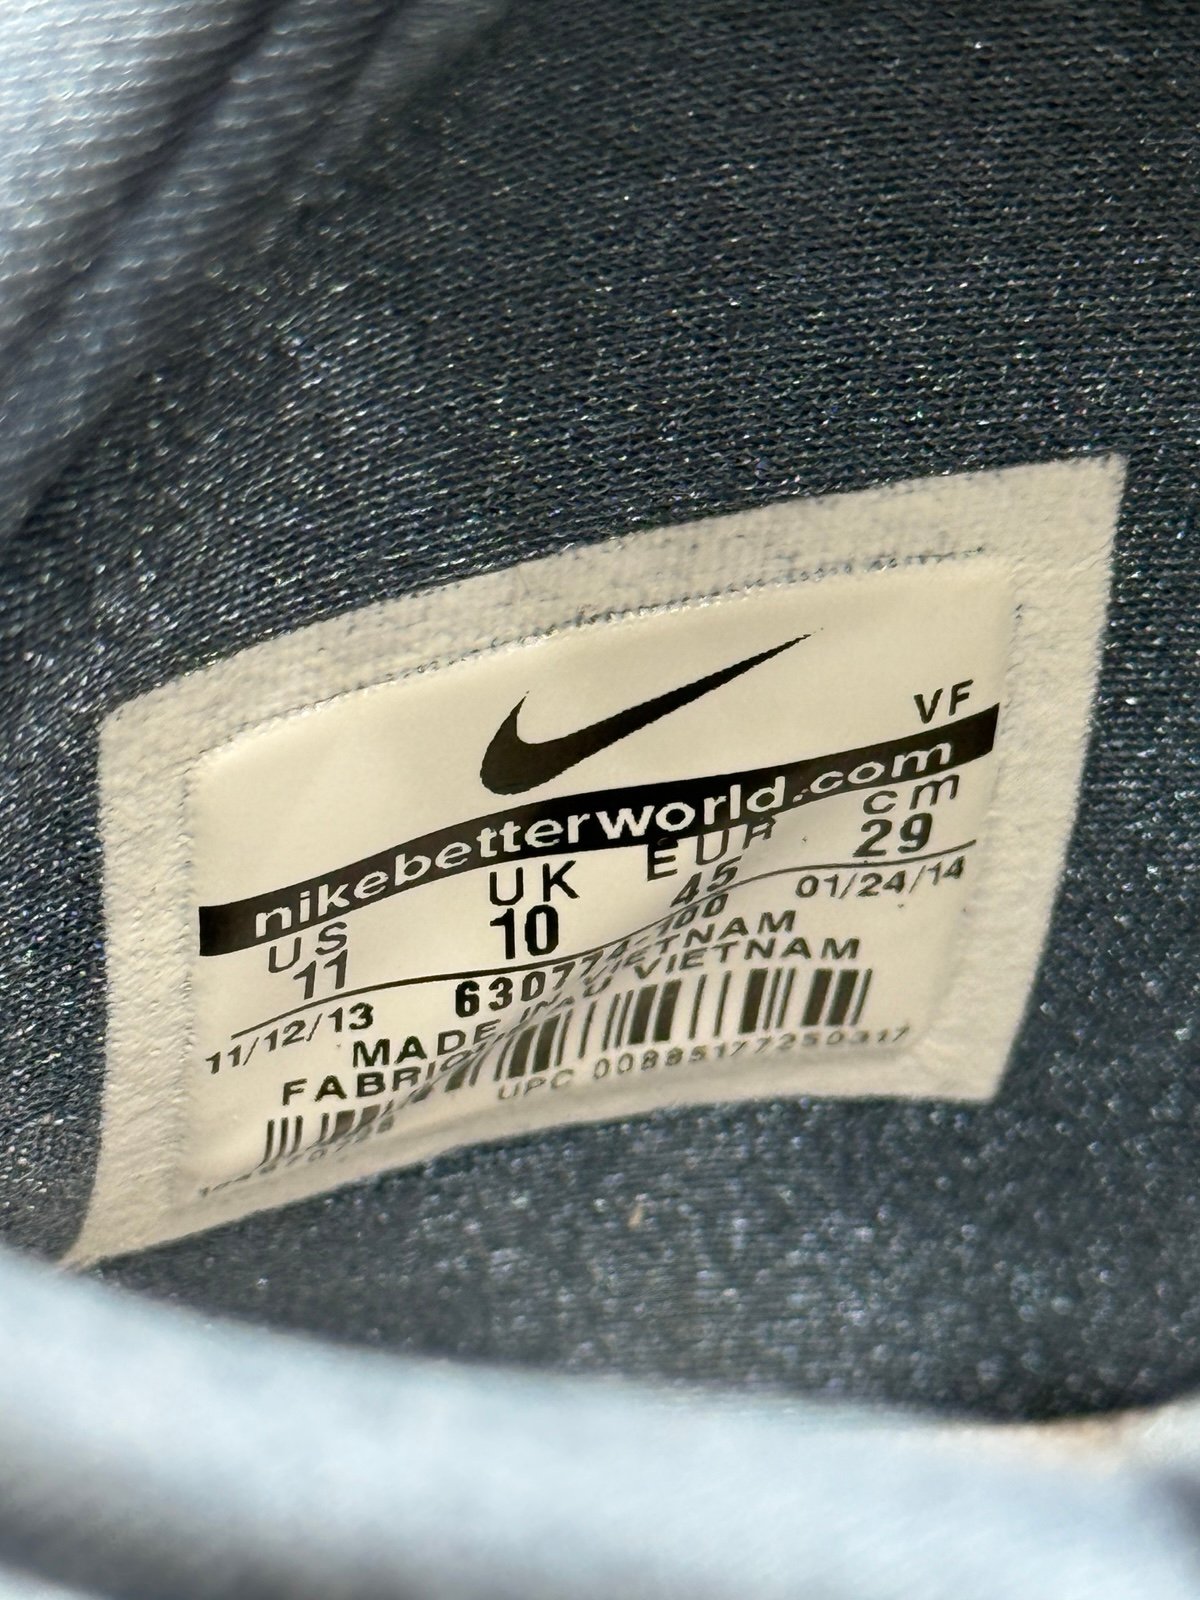 VF
nikebetterworld.com
US UK EUR cm
11 10 45 29
11/12/13 630774-100 01/24/14
MADE IN VIETNAM
FABRIQUÉ AU VIETNAM
UPC 00885177250317